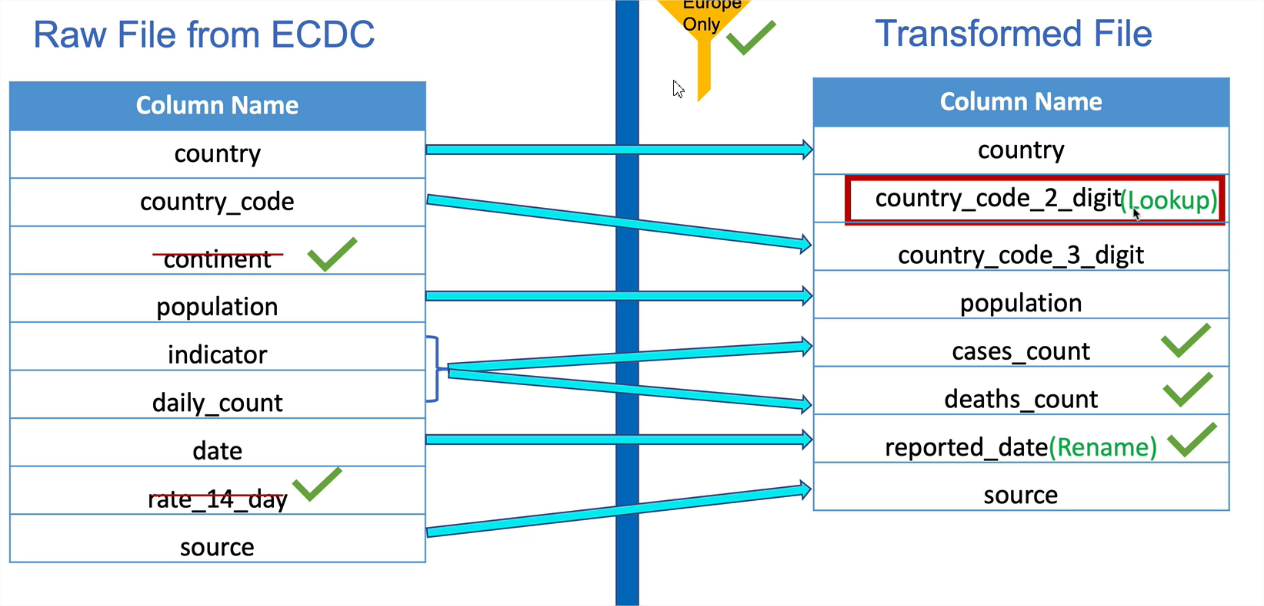 Raw File from ECDC
Europe
Only
Transformed File
Column Name
country
country_code
continent
population
indicator
daily_count
date
rate_14_day
source
Column Name
country
country_code_2_digit(Lookup)
country_code_3_digit
population
cases_count
deaths_count
reported_date(Rename)
source